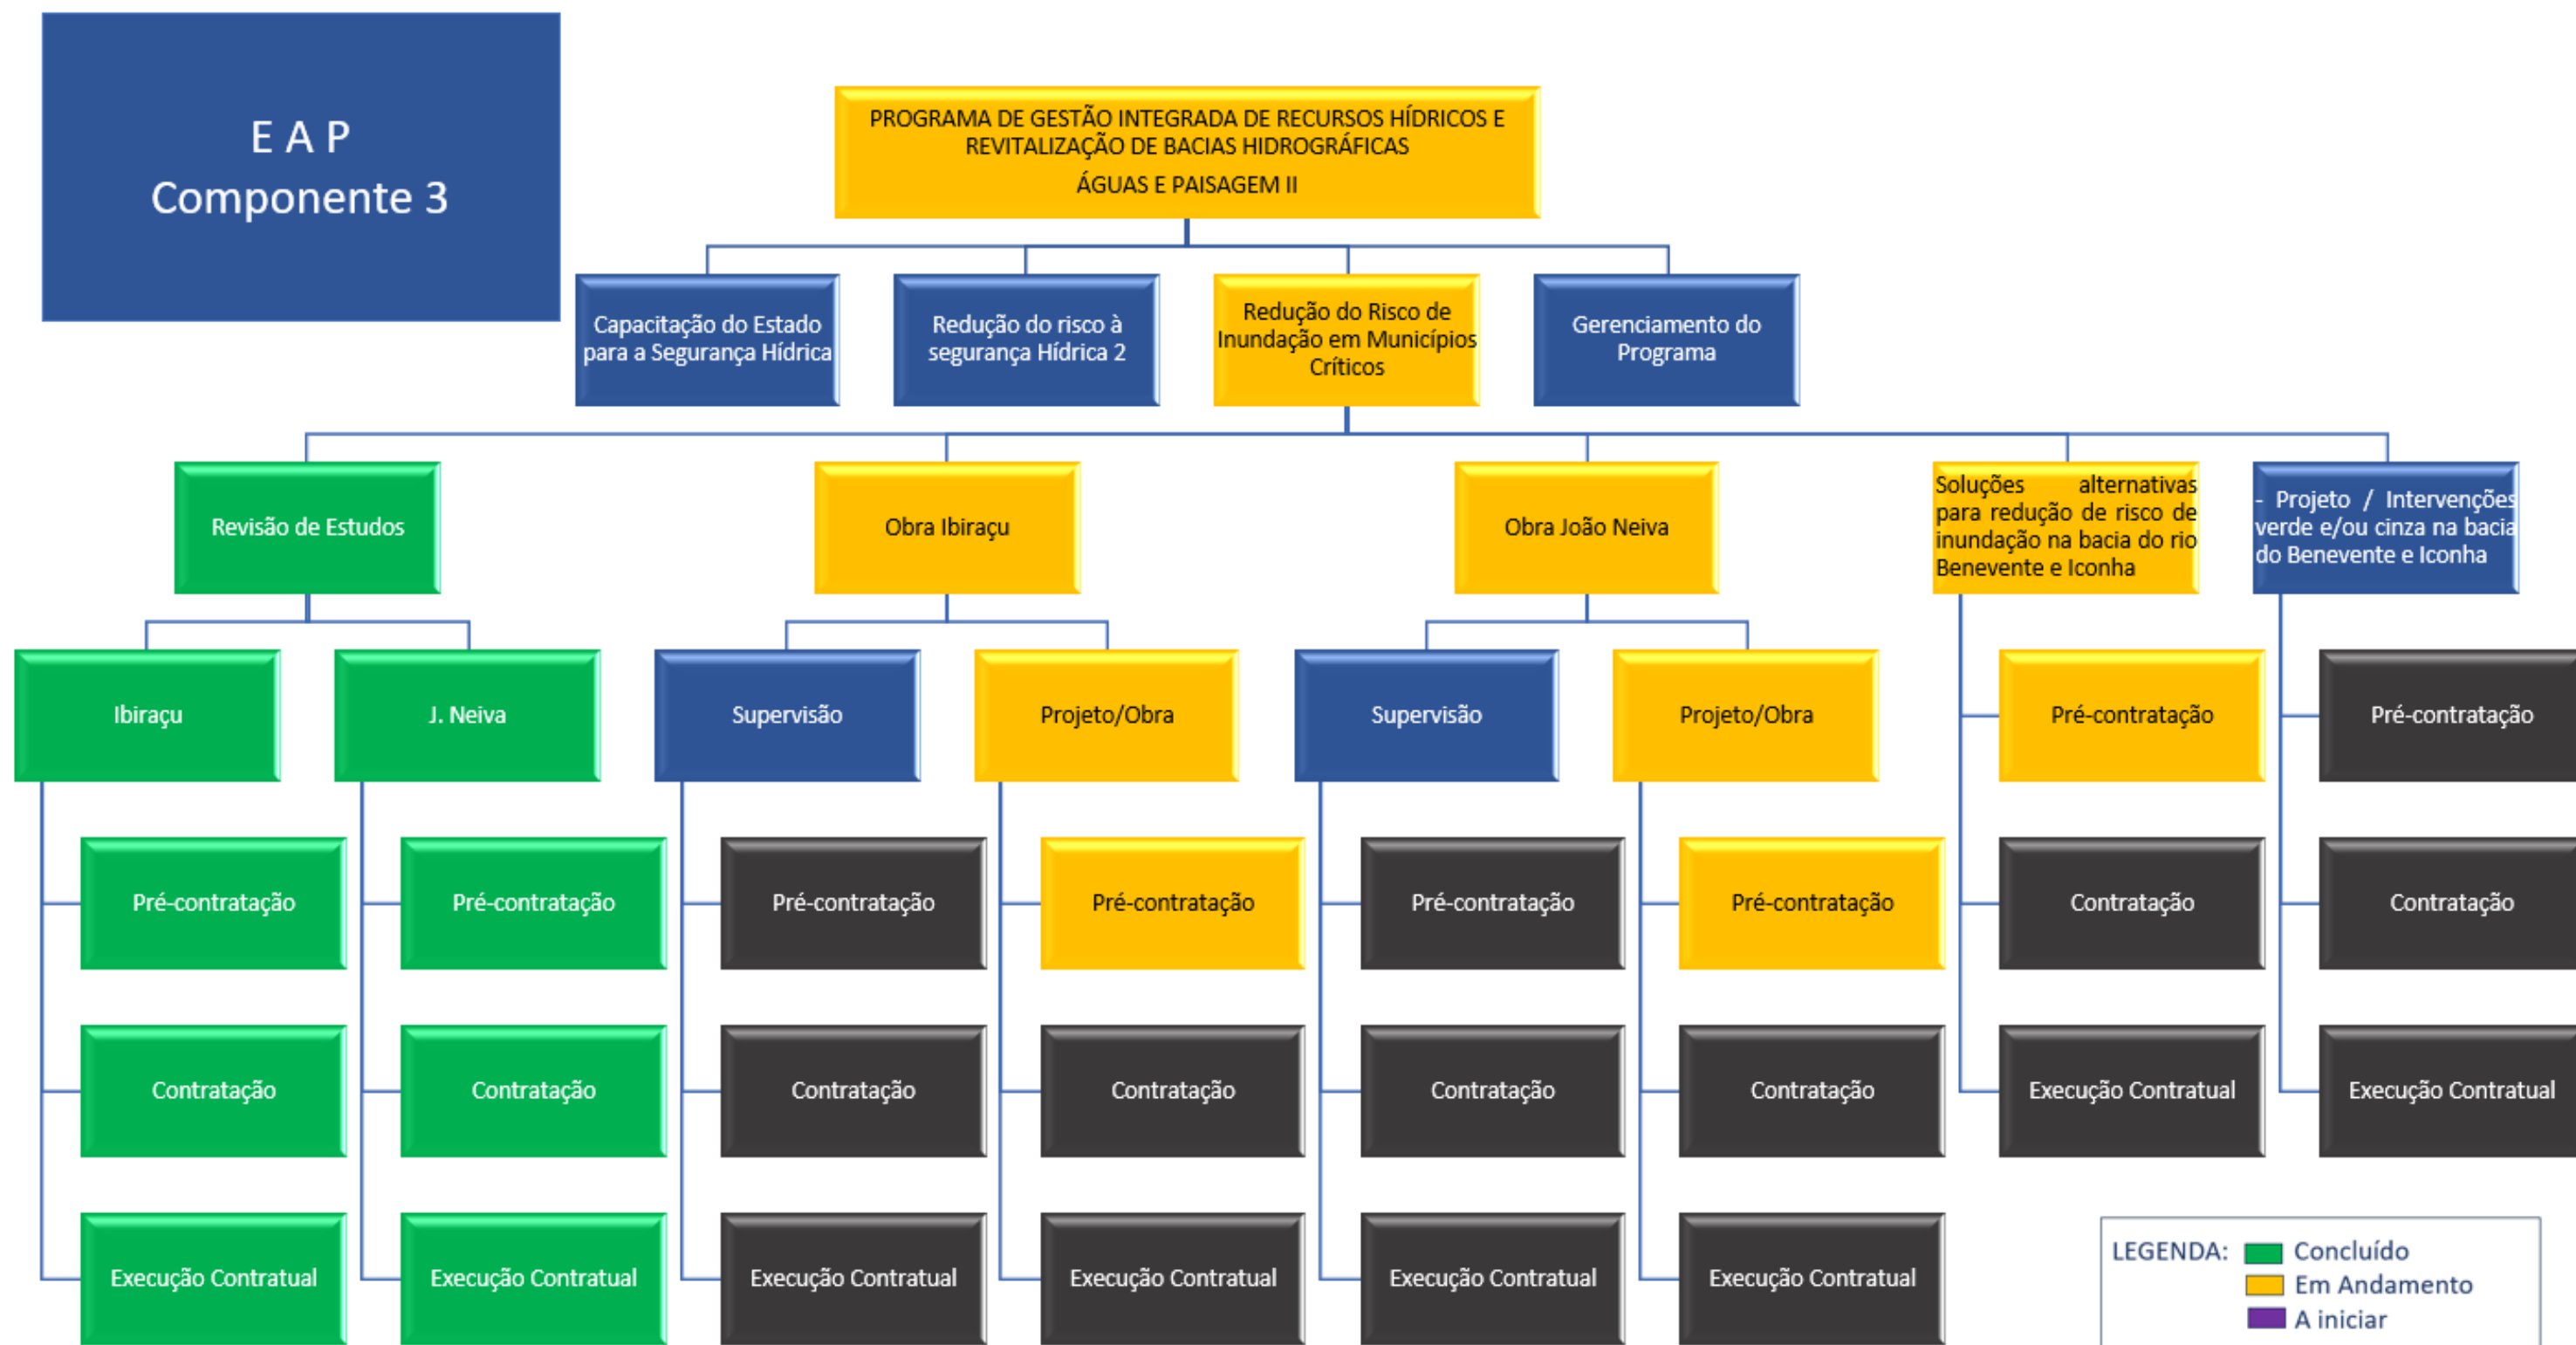 E A P
Componente 3
PROGRAMA DE GESTÃO INTEGRADA DE RECURSOS HÍDRICOS E
REVITALIZAÇÃO DE BACIAS HIDROGRÁFICAS
ÁGUAS E PAISAGEM II
Capacitação do Estado
para a Segurança Hídrica
Redução do risco à
segurança Hídrica 2
Redução do Risco de
Inundação em Municípios
Críticos
Gerenciamento do
Programa
Revisão de Estudos
Obra Ibiraçu
Obra João Neiva
Soluções alternativas
para redução de risco de
inundação na bacia do rio
Benevente e Iconha
- Projeto / Intervenções
verde e/ou cinza na bacia
do Benevente e Iconha
Ibiraçu
J. Neiva
Supervisão
Projeto/Obra
Supervisão
Projeto/Obra
Pré-contratação
Pré-contratação
Pré-contratação
Pré-contratação
Pré-contratação
Pré-contratação
Pré-contratação
Pré-contratação
Contratação
Contratação
Contratação
Contratação
Contratação
Contratação
Contratação
Contratação
Execução Contratual
Execução Contratual
Execução Contratual
Execução Contratual
Execução Contratual
Execução Contratual
Execução Contratual
Execução Contratual
LEGENDA:
Concluído
Em Andamento
A iniciar